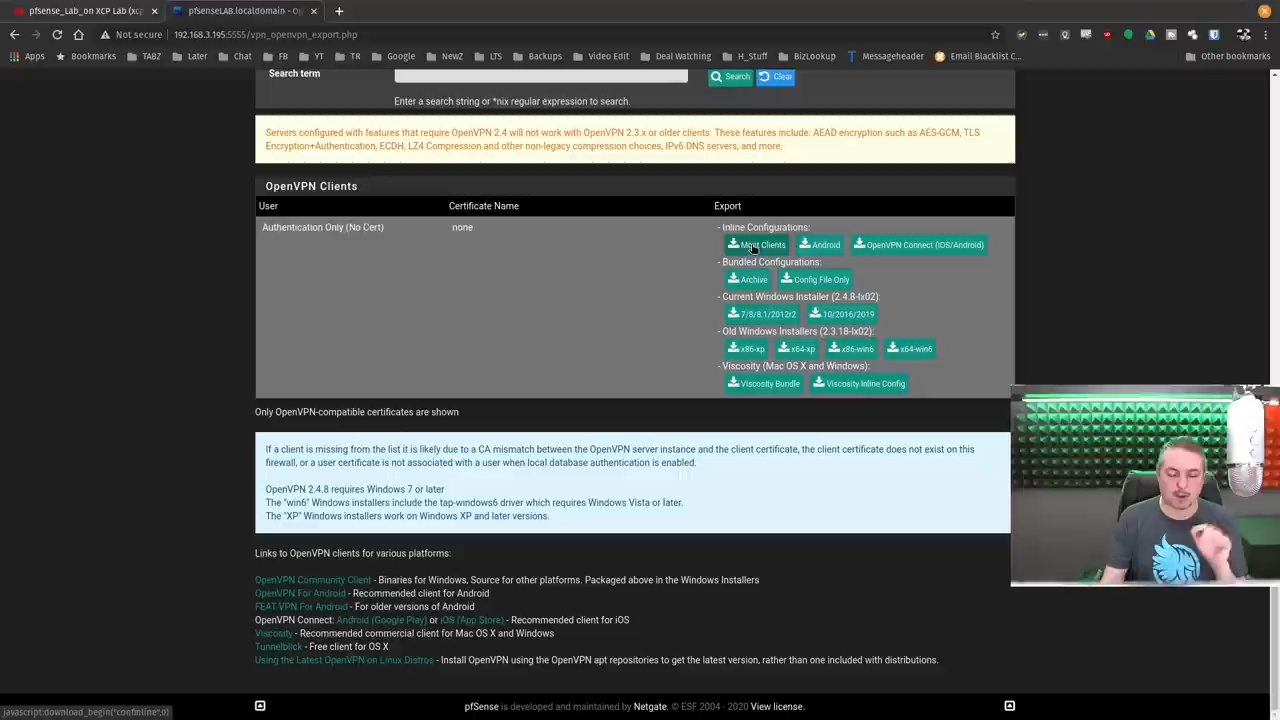 pfsense_Lab_on XCP Lab (xcp
pfsenseLAB.localdomain - Op
Not secure
192.168.3.195:5555/vpn_openvpn_export.php
Apps
Bookmarks
TABZ
Later
Chat
FB
YT
TR
Google
NewZ
LTS
Backups
Video Edit
Deal Watching
H_Stuff
BizLookup
Messageheader
Email Blacklist C...
Other bookmarks
Search term
Search
Clear
Enter a search string or *nix regular expression to search.
Servers configured with features that require OpenVPN 2.4 will not work with OpenVPN 2.3.x or older clients. These features include: AEAD encryption such as AES-GCM, TLS
Encryption+Authentication, ECDH, LZ4 Compression and other non-legacy compression choices, IPv6 DNS servers, and more.
OpenVPN Clients
User Certificate Name Export
Authentication Only (No Cert) none - Inline Configurations:
Most Clients Android OpenVPN Connect (iOS/Android)
- Bundled Configurations:
Archive Config File Only
- Current Windows Installer (2.4.8-Ix02):
7/8/8.1/2012r2 10/2016/2019
- Old Windows Installers (2.3.18-Ix02):
x86-xp x64-xp x86-win6 x64-win6
- Viscosity (Mac OS X and Windows):
Viscosity Bundle Viscosity Inline Config
Only OpenVPN-compatible certificates are shown
If a client is missing from the list it is likely due to a CA mismatch between the OpenVPN server instance and the client certificate, the client certificate does not exist on this
firewall, or a user certificate is not associated with a user when local database authentication is enabled.
OpenVPN 2.4.8 requires Windows 7 or later
The "win6" Windows installers include the tap-windows6 driver which requires Windows Vista or later.
The "XP" Windows installers work on Windows XP and later versions.
Links to OpenVPN clients for various platforms:
OpenVPN Community Client - Binaries for Windows, Source for other platforms. Packaged above in the Windows Installers
OpenVPN For Android - Recommended client for Android
FEAT VPN For Android - For older versions of Android
OpenVPN Connect: Android (Google Play) or iOS (App Store) - Recommended client for iOS
Viscosity - Recommended commercial client for Mac OS X and Windows
Tunnelblick - Free client for OS X
Using the Latest OpenVPN on Linux Distros - Install OpenVPN using the OpenVPN apt repositories to get the latest version, rather than one included with distributions.
pfSense is developed and maintained by Netgate. © ESF 2004 - 2020 View license.
javascript:download_begin("confinline",0)